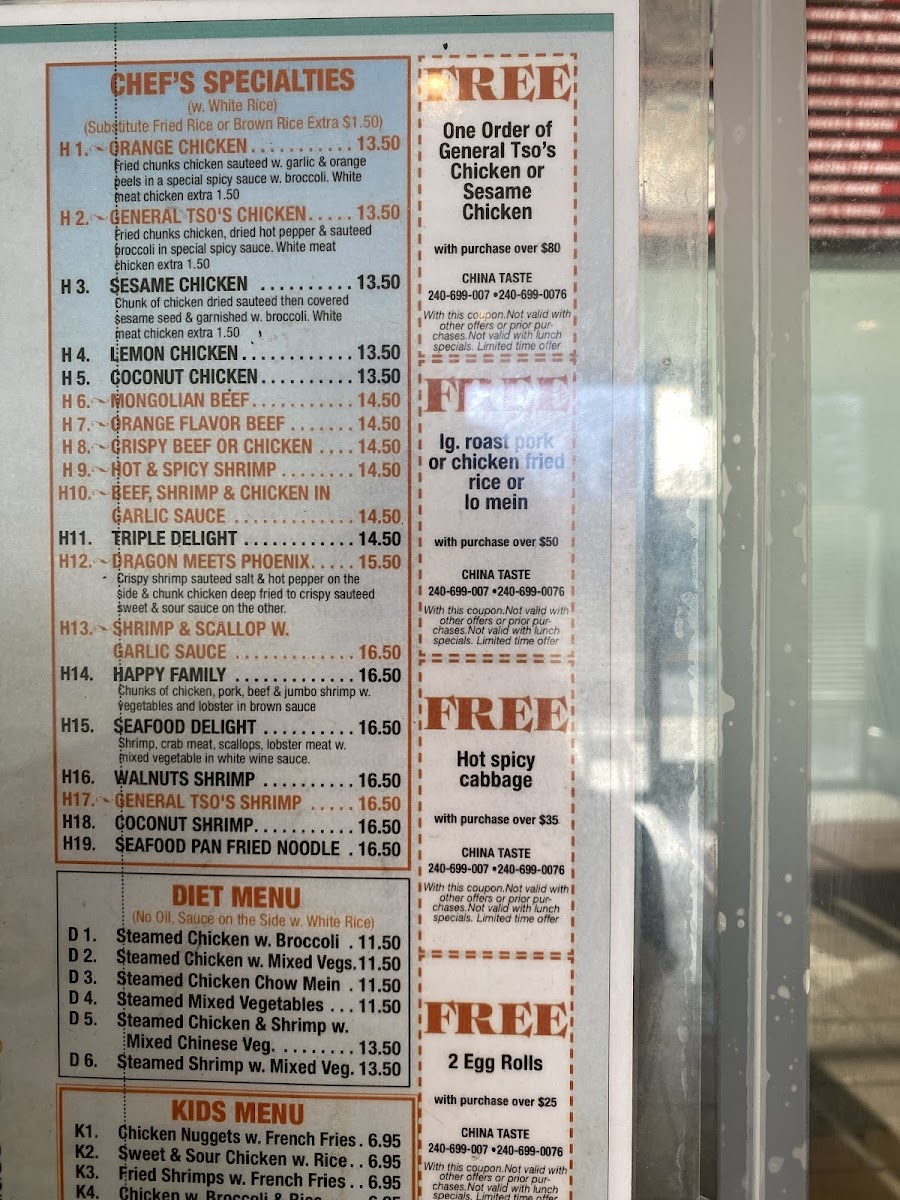 CHEF'S SPECIALTIES
(w. White Rice)
(Substitute Fried Rice or Brown Rice Extra $1.50)
H 1. ORANGE CHICKEN . . . . . . . . . . . 13.50
Fried chunks chicken sauteed w. garlic & orange
peels in a special spicy sauce w. broccoli. White
meat chicken extra 1.50
H 2. GENERAL TSO'S CHICKEN. . . . . 13.50
Fried chunks chicken, dried hot pepper & sauteed
broccoli in special spicy sauce. White meat
chicken extra 1.50
H 3. SESAME CHICKEN . . . . . . . . . . 13.50
Chunk of chicken dried sauteed then covered
sesame seed & garnished w. broccoli. White
meat chicken extra 1.50
H 4. LEMON CHICKEN . . . . . . . . . . . . 13.50
H 5. COCONUT CHICKEN . . . . . . . . . . 13.50
H 6. MONGOLIAN BEEF. . . . . . . . . . . 14.50
H 7. ORANGE FLAVOR BEEF . . . . . . . 14.50
H 8. CRISPY BEEF OR CHICKEN . . . . 14.50
H 9. HOT & SPICY SHRIMP . . . . . . . . 14.50
H10. BEEF, SHRIMP & CHICKEN IN
GARLIC SAUCE . . . . . . . . . . . . 14.50
H11. TRIPLE DELIGHT . . . . . . . . . . . . 14.50
H12. DRAGON MEETS PHOENIX. . . . . 15.50
Crispy shrimp sauteed salt & hot pepper on the
side & chunk chicken deep fried to crispy sauteed
sweet & sour sauce on the other.
H13. SHRIMP & SCALLOP W.
GARLIC SAUCE . . . . . . . . . . . . 16.50
H14. HAPPY FAMILY . . . . . . . . . . . . . 16.50
Chunks of chicken, pork, beef & jumbo shrimp w.
vegetables and lobster in brown sauce
H15. SEAFOOD DELIGHT . . . . . . . . . . 16.50
Shrimp, crab meat, scallops, lobster meat w.
mixed vegetable in white wine sauce.
H16. WALNUTS SHRIMP . . . . . . . . . . 16.50
H17. GENERAL TSO'S SHRIMP . . . . . 16.50
H18. COCONUT SHRIMP. . . . . . . . . . . 16.50
H19. SEAFOOD PAN FRIED NOODLE . 16.50
DIET MENU
(No Oil, Sauce on the Side w. White Rice)
D 1. Steamed Chicken w. Broccoli . 11.50
D 2. Steamed Chicken w. Mixed Vegs. 11.50
D 3. Steamed Chicken Chow Mein . 11.50
D 4. Steamed Mixed Vegetables . . . 11.50
D 5. Steamed Chicken & Shrimp w.
Mixed Chinese Veg. . . . . . . . . . 13.50
D 6. Steamed Shrimp w. Mixed Veg. 13.50
KIDS MENU
K1. Chicken Nuggets w. French Fries . 6.95
K2. Sweet & Sour Chicken w. Rice . . 6.95
K3. Fried Shrimps w. French Fries . . 6.95
K4. Chicken w. Broccoli & Rice
FREE
One Order of
General Tso's
Chicken or
Sesame
Chicken
with purchase over $80
CHINA TASTE
240-699-007 •240-699-0076
With this coupon.Not valid with
other offers or prior pur-
chases.Not valid with lunch
specials. Limited time offer
FREE
lg. roast pork
or chicken fried
rice or
lo mein
with purchase over $50
CHINA TASTE
240-699-007 •240-699-0076
With this coupon.Not valid with
other offers or prior pur-
chases.Not valid with lunch
specials. Limited time offer
FREE
Hot spicy
cabbage
with purchase over $35
CHINA TASTE
240-699-007 •240-699-0076
With this coupon.Not valid with
other offers or prior pur-
chases.Not valid with lunch
specials. Limited time offer
FREE
2 Egg Rolls
with purchase over $25
CHINA TASTE
240-699-007 •240-699-0076
With this coupon.Not valid with
other offers or prior pur-
chases.Not valid with lunch
specials. Limited time offer